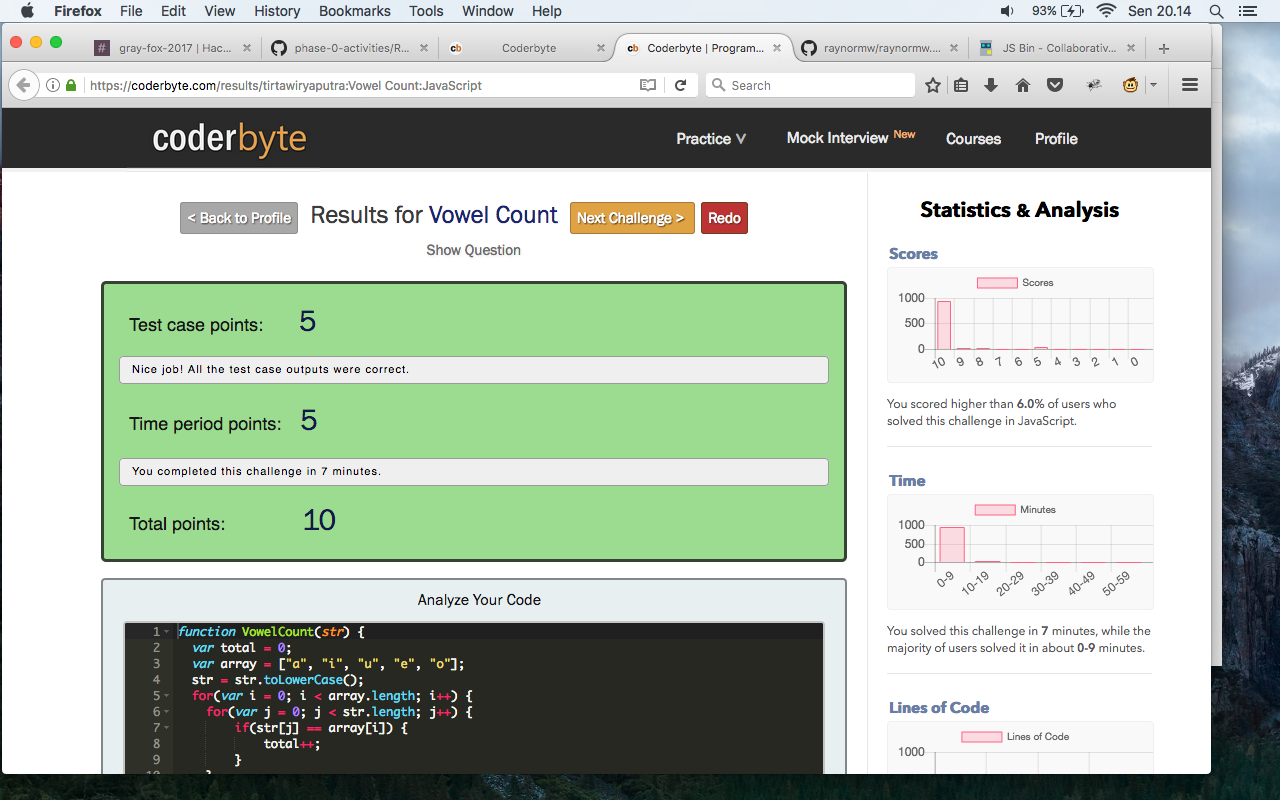 Firefox File Edit View History Bookmarks Tools Window Help 93% Sen 20.14
# gray-fox-2017 | Hac... × phase-0-activities/R... × cb Coderbyte × cb Coderbyte | Program... × raynormw/raynormw.... × JS Bin - Collaborativ... × +
https://coderbyte.com/results/tirtawiryaputra:Vowel Count:JavaScript Search
coderbyte Practice V Mock Interview New Courses Profile
< Back to Profile Results for Vowel Count Next Challenge > Redo
Show Question
Test case points: 5
Nice job! All the test case outputs were correct.
Time period points: 5
You completed this challenge in 7 minutes.
Total points: 10
Analyze Your Code
1 function VowelCount(str) {
2 var total = 0;
3 var array = ["a", "i", "u", "e", "o"];
4 str = str.toLowerCase();
5 for(var i = 0; i < array.length; i++) {
6 for(var j = 0; j < str.length; j++) {
7 if(str[j] == array[i]) {
8 total++;
9 }
10 }
Statistics & Analysis
Scores
Scores
1000
500
0
10 9 8 7 6 5 4 3 2 1 0
You scored higher than 6.0% of users who
solved this challenge in JavaScript.
Time
Minutes
1000
500
0
0-9 10-19 20-29 30-39 40-49 50-59
You solved this challenge in 7 minutes, while the
majority of users solved it in about 0-9 minutes.
Lines of Code
Lines of Code
1000